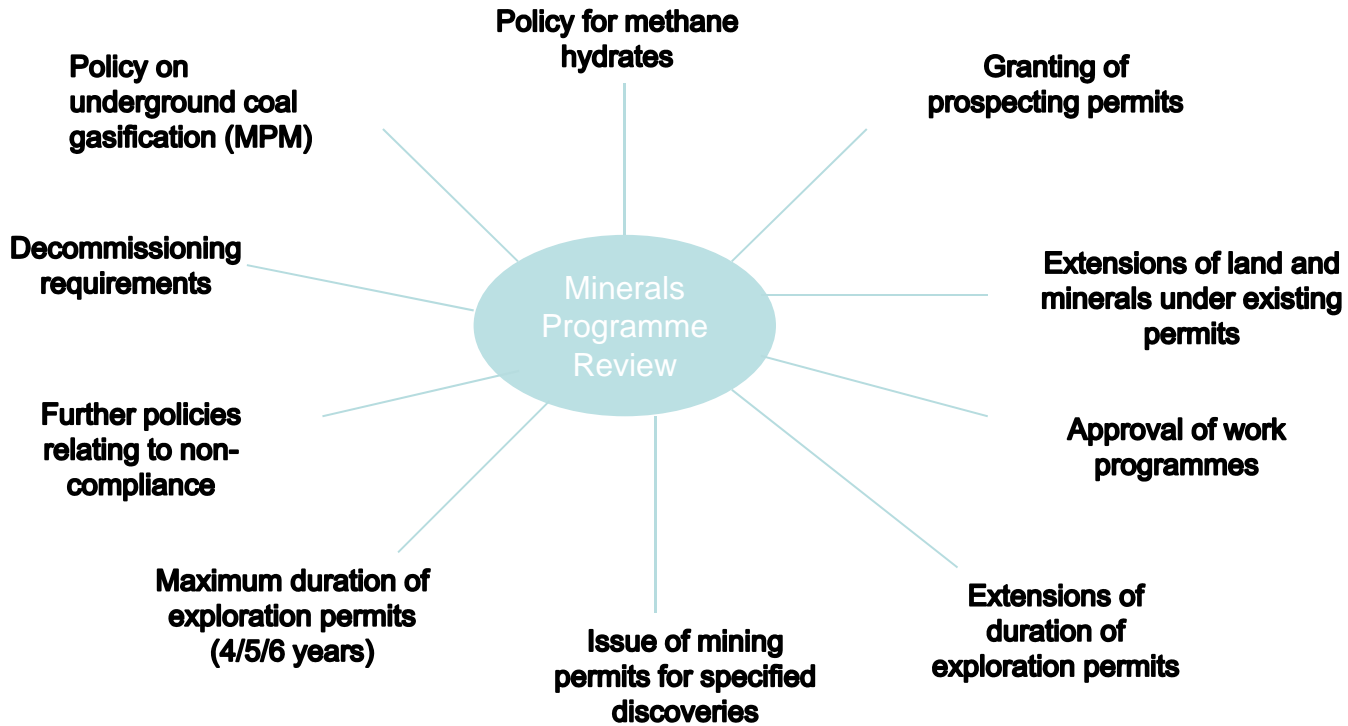 Policy for methane
hydrates
Policy on
underground coal
gasification (MPM)
Granting of
prospecting permits
Decommissioning
requirements
Minerals
Programme
Review
Extensions of land and
minerals under existing
permits
Further policies
relating to non-
compliance
Approval of work
programmes
Maximum duration of
exploration permits
(4/5/6 years)
Issue of mining
permits for specified
discoveries
Extensions of
duration of
exploration permits